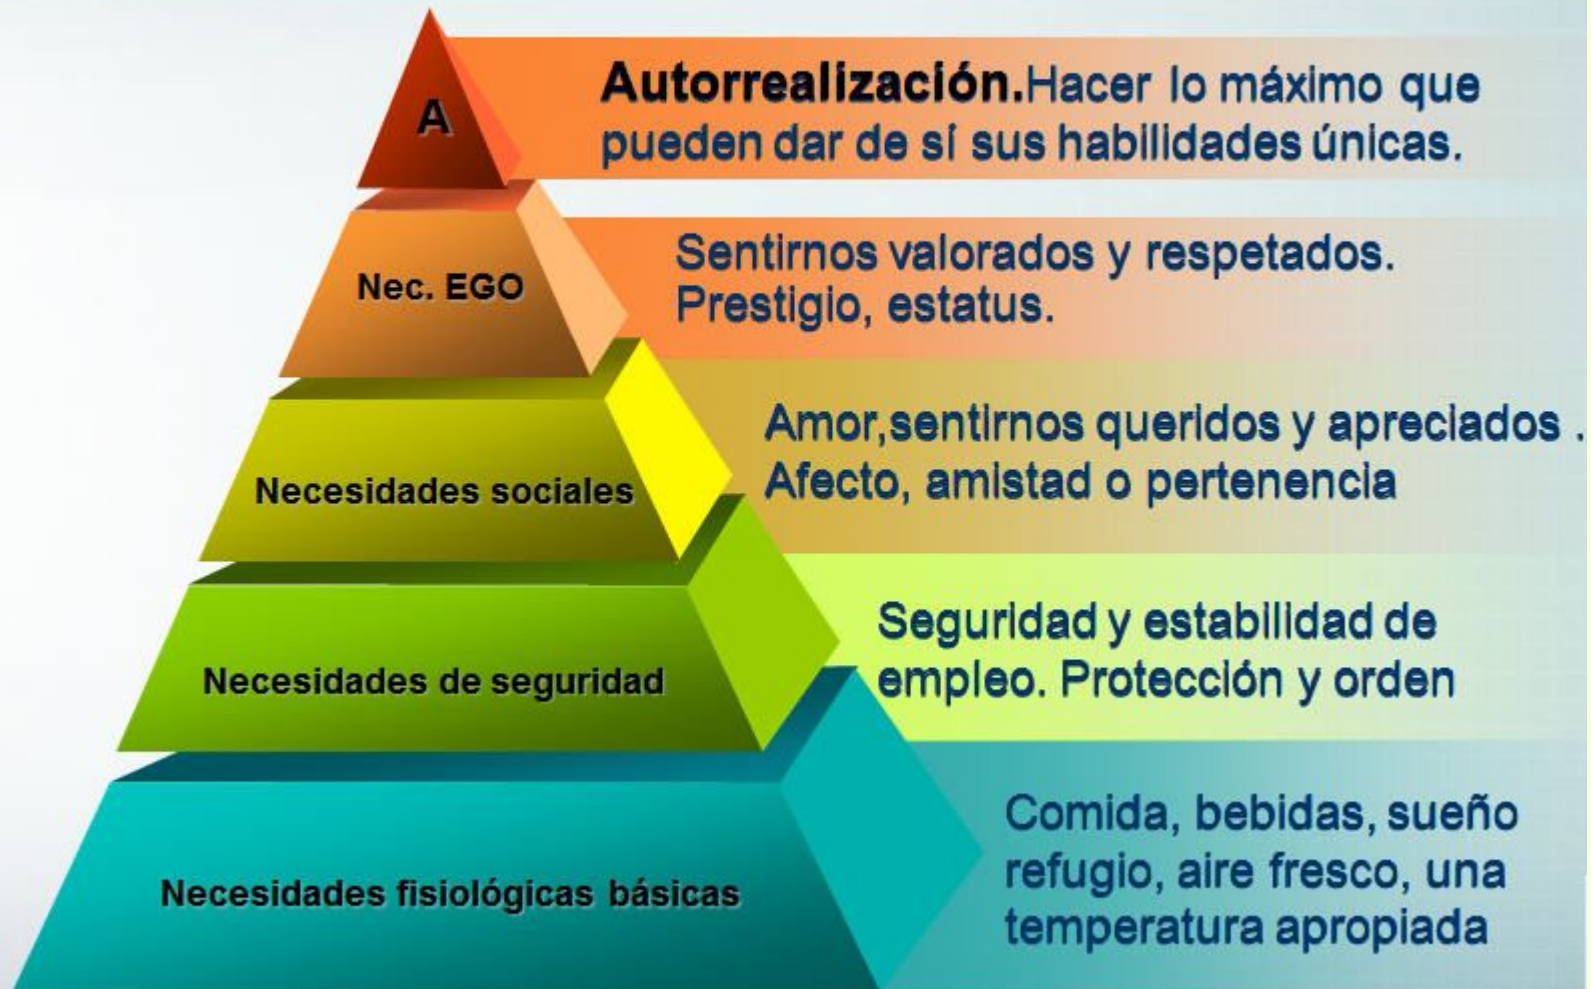 A
Autorrealización.Hacer lo máximo que
pueden dar de sí sus habilidades únicas.
Nec. EGO
Sentirnos valorados y respetados.
Prestigio, estatus.
Necesidades sociales
Amor,sentirnos queridos y apreciados .
Afecto, amistad o pertenencia
Necesidades de seguridad
Seguridad y estabilidad de
empleo. Protección y orden
Necesidades fisiológicas básicas
Comida, bebidas, sueño
refugio, aire fresco, una
temperatura apropiada